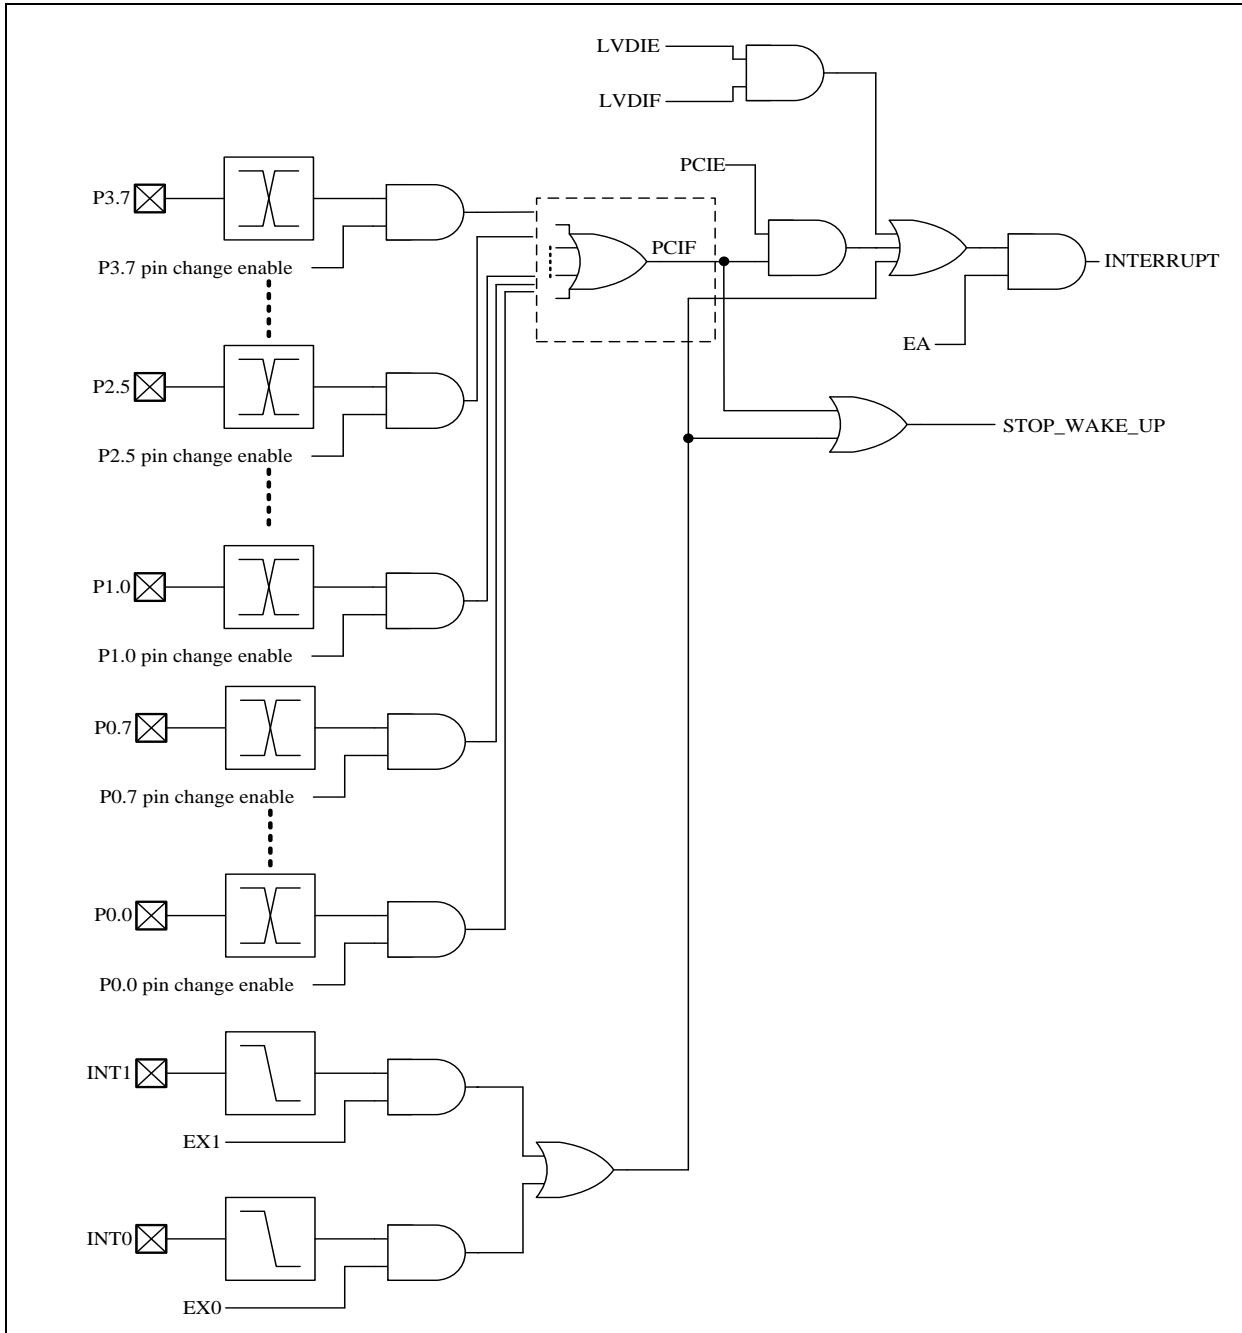 LVDIE
LVDIF
PCIE
P3.7
PCIF
INTERRUPT
P3.7 pin change enable
EA
P2.5
STOP_WAKE_UP
P2.5 pin change enable
P1.0
P1.0 pin change enable
P0.7
P0.7 pin change enable
P0.0
P0.0 pin change enable
INT1
EX1
INT0
EX0